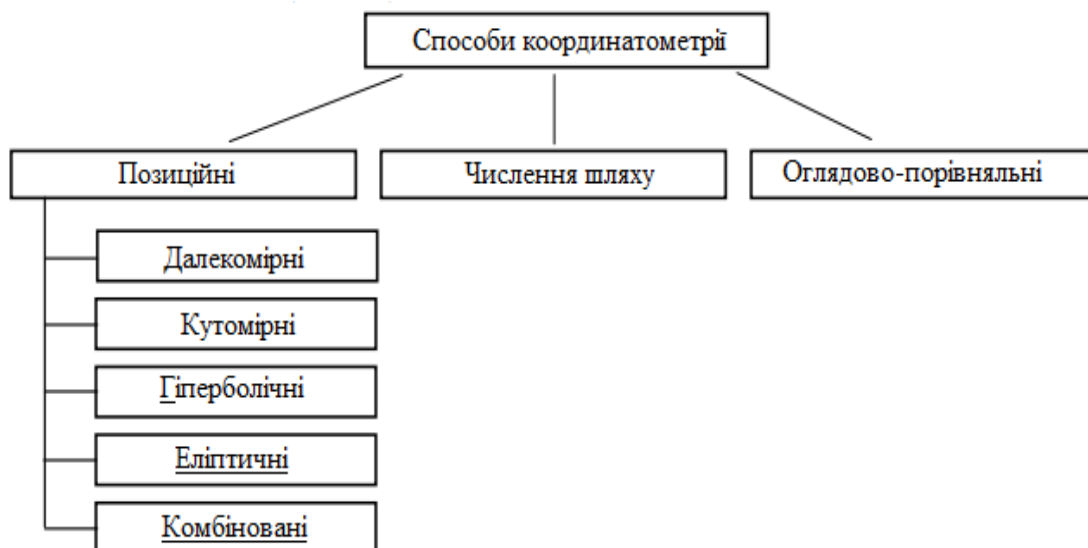 Способи координатометрії
Позиційні
Числення шляху
Оглядово-порівняльні
Далекомірні
Кутомірні
Гіперболічні
Еліптичні
Комбіновані